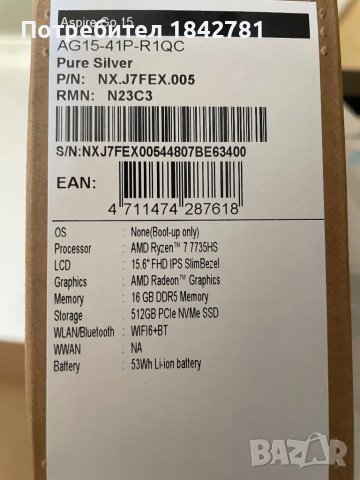 Aspire Go 15
Потребител 1842781
AG15-41P-R1QC
Pure Silver
P/N: NX.J7FEX.005
RMN: N23C3
S/N:NXJ7FEX00544807BE63400
EAN:
4 711474 287618
OS : None(Boot-up only)
Processor : AMD Ryzen™ 7 7735HS
LCD : 15.6" FHD IPS SlimBezel
Graphics : AMD Radeon™ Graphics
Memory : 16 GB DDR5 Memory
Storage : 512GB PCIe NVMe SSD
WLAN/Bluetooth : WIFI6+BT
WWAN : NA
Battery : 53Wh Li-ion battery
BAZAR
bg